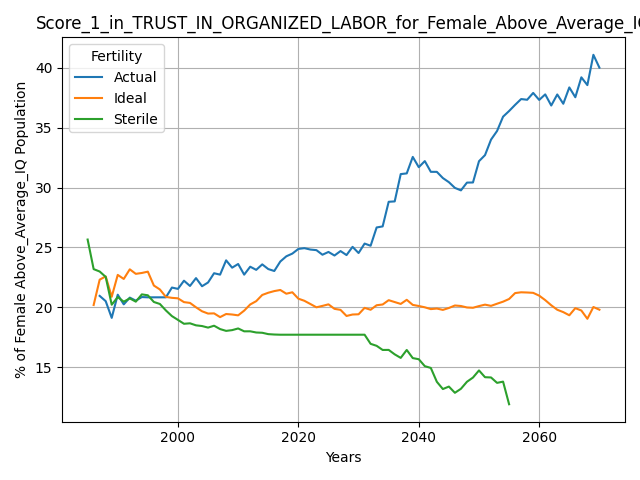 Score_1_in_TRUST_IN_ORGANIZED_LABOR_for_Female_Above_Average_IQ
Fertility
Actual
Ideal
Sterile
% of Female Above_Average_IQ Population
40
35
30
25
20
15
2000 2020 2040 2060
Years